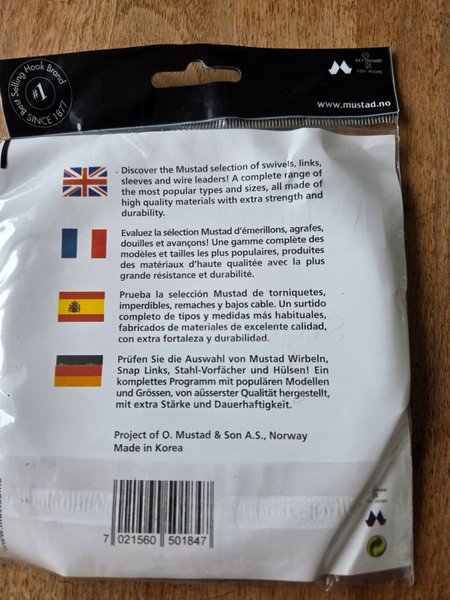 Best Selling Hook Brand
#1
SINCE 1877
KEY BRAND
FISH HOOKS
www.mustad.no
Discover the Mustad selection of swivels, links,
sleeves and wire leaders! A complete range of
the most popular types and sizes, all made of
high quality materials with extra strength and
durability.
Evaluez la sélection Mustad d'émerillons, agrafes,
douilles et avançons! Une gamme complète des
modèles et tailles les plus populaires, produites
des matériaux d'haute qualitée avec la plus
grande résistance et durabilité.
Prueba la selección Mustad de torniquetes,
imperdibles, remaches y bajos cable. Un surtido
completo de tipos y medidas más habituales,
fabricados de materiales de excelente calidad,
con extra fortaleza y durabilidad.
Prüfen Sie die Auswahl von Mustad Wirbeln,
Snap Links, Stahl-Vorfächer und Hülsen! Ein
komplettes Programm mit populären Modellen
und Grössen, von aüsserster Qualität hergestellt,
mit extra Stärke und Dauerhaftigkeit.
Project of O. Mustad & Son A.S., Norway
Made in Korea
7 021560 501847